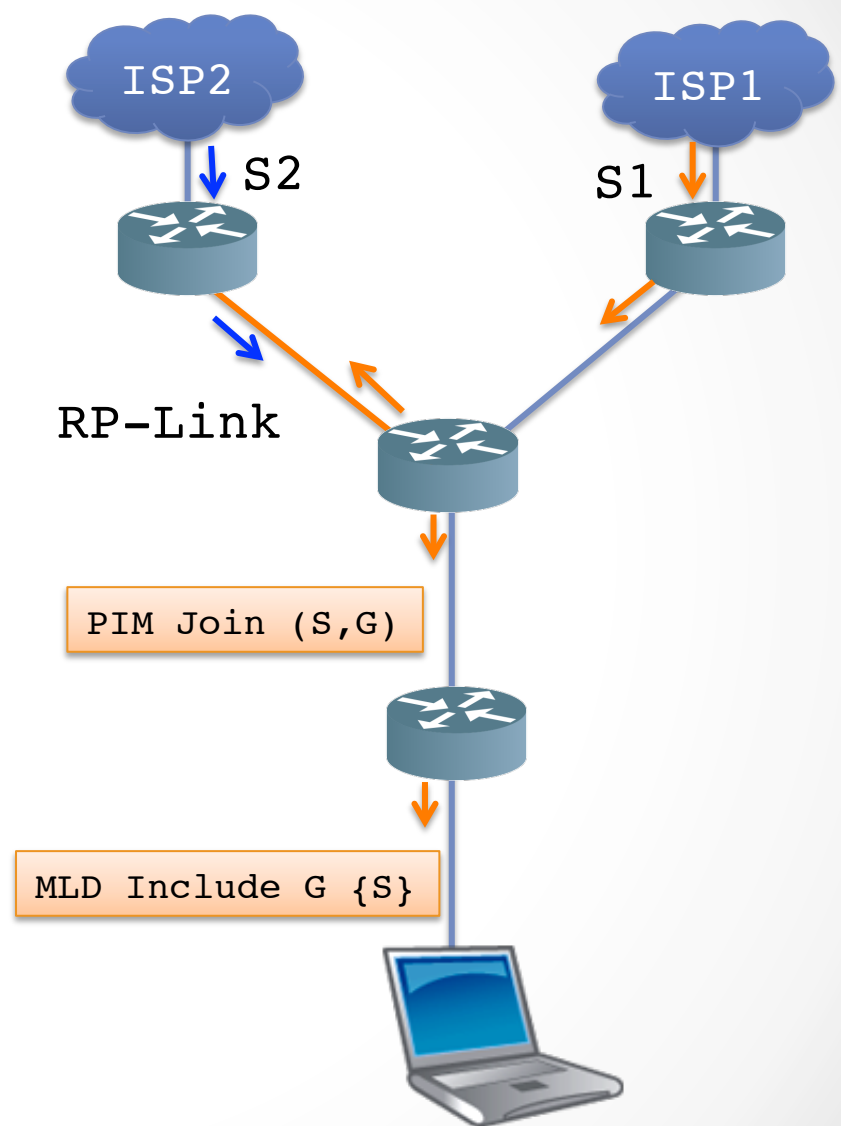 ISP2
ISP1
S2
S1
RP-Link
PIM Join (S,G)
MLD Include G {S}